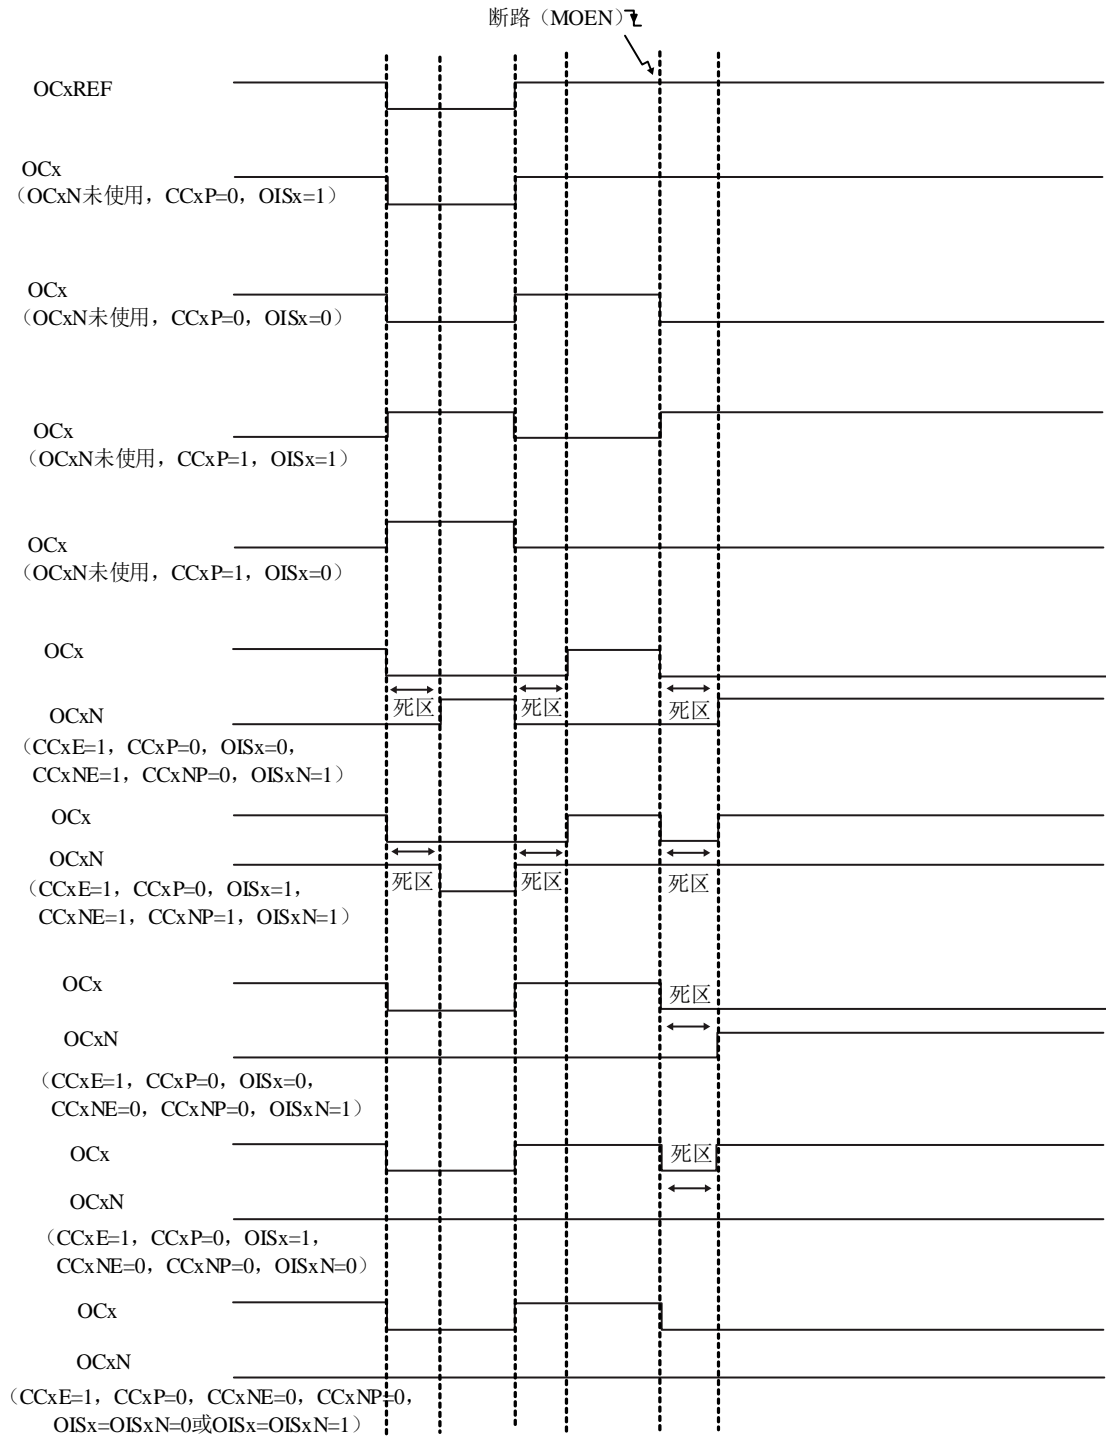 断路（MOEN）
OCxREF
OCx
（OCxN未使用，CCxP=0，OISx=1）
OCx
（OCxN未使用，CCxP=0，OISx=0）
OCx
（OCxN未使用，CCxP=1，OISx=1）
OCx
（OCxN未使用，CCxP=1，OISx=0）
OCx
死区 死区 死区
OCxN
（CCxE=1，CCxP=0，OISx=0，
CCxNE=1，CCxNP=0，OISxN=1）
OCx
OCxN
死区 死区 死区
（CCxE=1，CCxP=0，OISx=1，
CCxNE=1，CCxNP=1，OISxN=1）
OCx
死区
OCxN
（CCxE=1，CCxP=0，OISx=0，
CCxNE=0，CCxNP=0，OISxN=1）
OCx
死区
OCxN
（CCxE=1，CCxP=0，OISx=1，
CCxNE=0，CCxNP=0，OISxN=0）
OCx
OCxN
（CCxE=1，CCxP=0，CCxNE=0，CCxNP=0，
OISx=OISxN=0或OISx=OISxN=1）